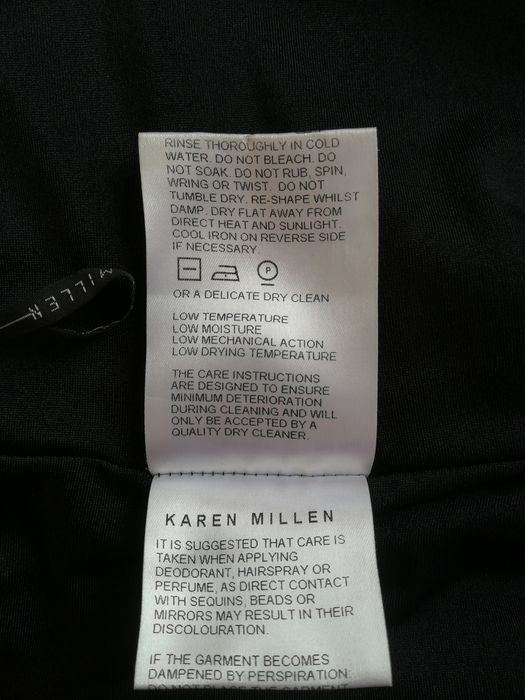 RINSE THOROUGHLY IN COLD
WATER. DO NOT BLEACH. DO
NOT SOAK. DO NOT RUB, SPIN,
WRING OR TWIST. DO NOT
TUMBLE DRY. RE-SHAPE WHILST
DAMP. DRY FLAT AWAY FROM
DIRECT HEAT AND SUNLIGHT.
COOL IRON ON REVERSE SIDE
IF NECESSARY
P
OR A DELICATE DRY CLEAN
LOW TEMPERATURE
LOW MOISTURE
LOW MECHANICAL ACTION
LOW DRYING TEMPERATURE
THE CARE INSTRUCTIONS
ARE DESIGNED TO ENSURE
MINIMUM DETERIORATION
DURING CLEANING AND WILL
ONLY BE ACCEPTED BY A
QUALITY DRY CLEANER.
MILLEN
KAREN MILLEN
IT IS SUGGESTED THAT CARE IS
TAKEN WHEN APPLYING
DEODORANT, HAIRSPRAY OR
PERFUME, AS DIRECT CONTACT
WITH SEQUINS, BEADS OR
MIRRORS MAY RESULT IN THEIR
DISCOLOURATION.
IF THE GARMENT BECOMES
DAMPENED BY PERSPIRATION:
DO NOT PLACE THE GARMENT